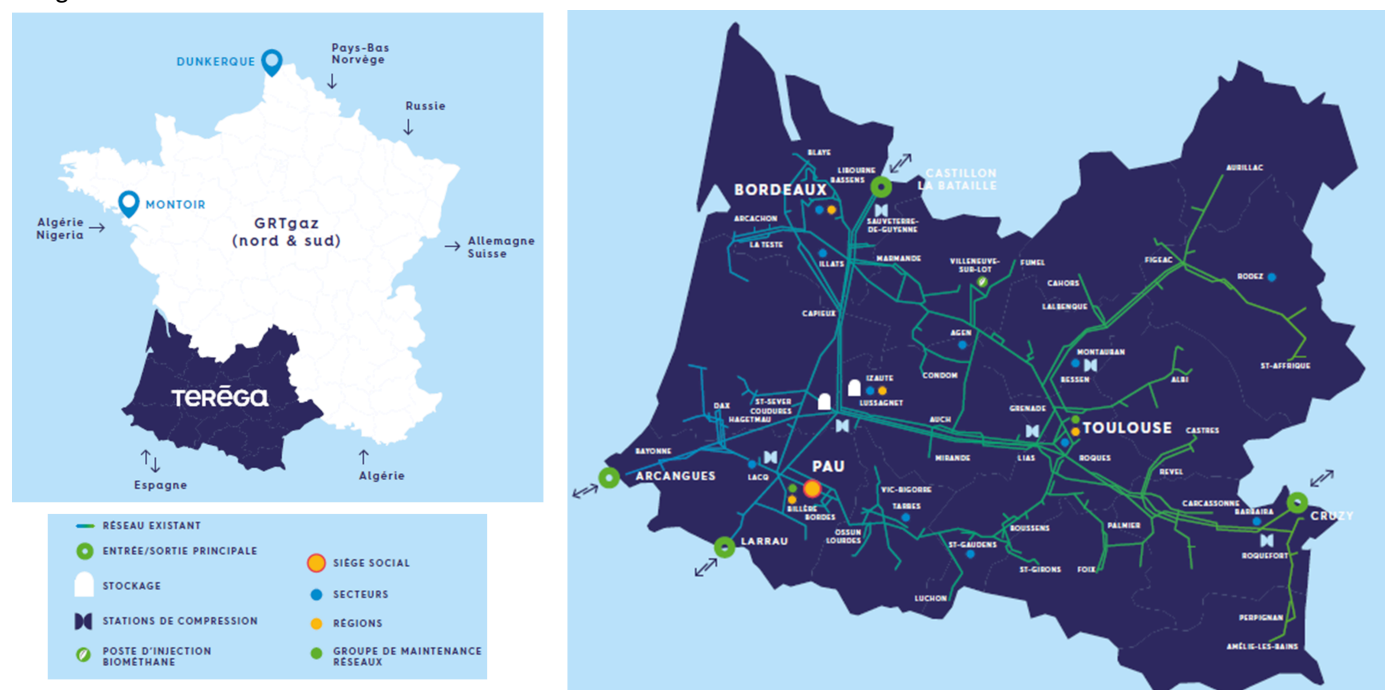 DUNKERQUE
Pays-Bas
Norvège
Russie
MONTOIR
Algérie
Nigeria
GRTgaz
(nord & sud)
Allemagne
Suisse
TERĒGA
Espagne
Algérie
RÉSEAU EXISTANT
ENTRÉE/SORTIE PRINCIPALE
STOCKAGE
STATIONS DE COMPRESSION
POSTE D'INJECTION
BIOMÉTHANE
SIÈGE SOCIAL
SECTEURS
RÉGIONS
GROUPE DE MAINTENANCE
RÉSEAUX
BLAYE
LIBOURNE
BASSENS
CASTILLON
LA BATAILLE
AURILLAC
BORDEAUX
ARCACHON
SAUVETERRE-
DE-GUYENNE
LA TESTE
ILLATS
MARMANDE
VILLENEUVE-
SUR-LOT
FUMEL
FIGEAC
CAHORS
RODEZ
LALBENQUE
CAPIEUX
AGEN
MONTAUBAN
BESSEN
ST-AFFRIQUE
CONDOM
IZAUTE
LUSSAGNET
ALBI
DAX
ST-SEVER
COUDURES
HAGETMAU
GRENADE
AUCH
TOULOUSE
CASTRES
BAYONNE
MIRANDE
LIAS
ROQUES
ARCANGUES
LACQ
PAU
REVEL
VIC-BIGORRE
TARBES
BILLÈRE
BORDES
CARCASSONNE
BARBAIRA
CRUZY
OSSUN
LOURDES
BOUSSENS
PALMIER
LARRAU
ST-GAUDENS
ROQUEFORT
ST-GIRONS
FOIX
LUCHON
PERPIGNAN
AMÉLIE-LES-BAINS